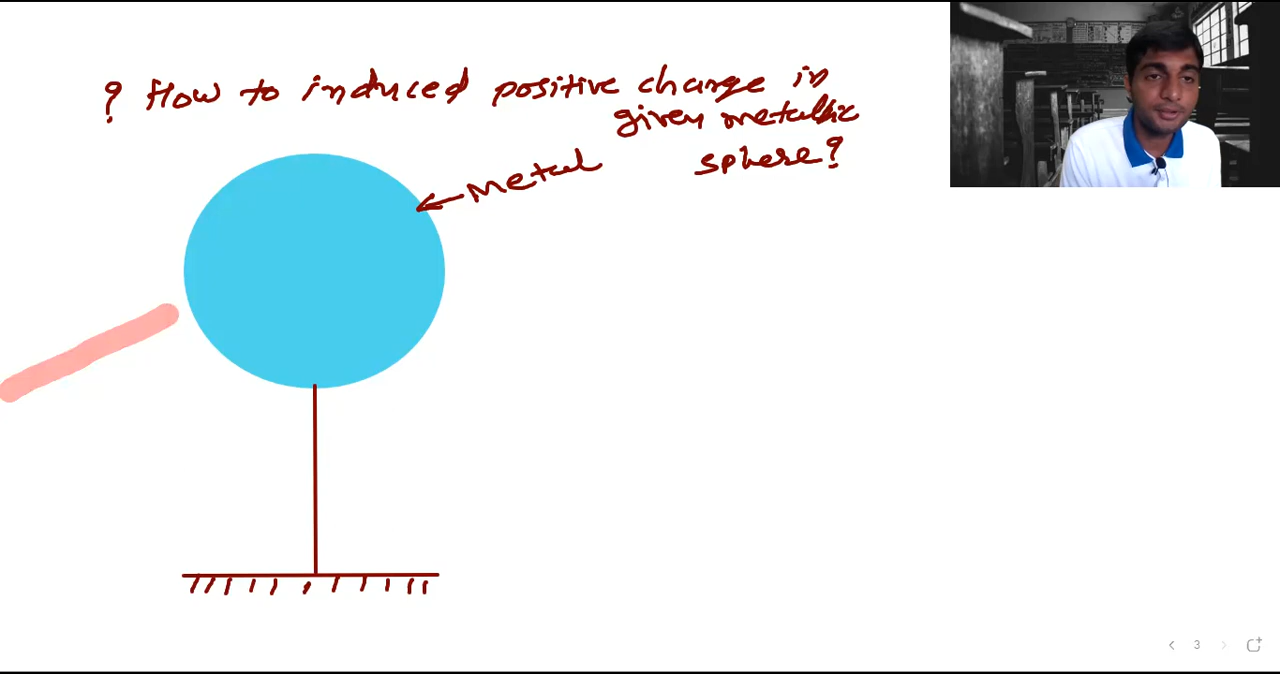 ? How to induced positive charge in
given metallic
sphere?
Metal
3